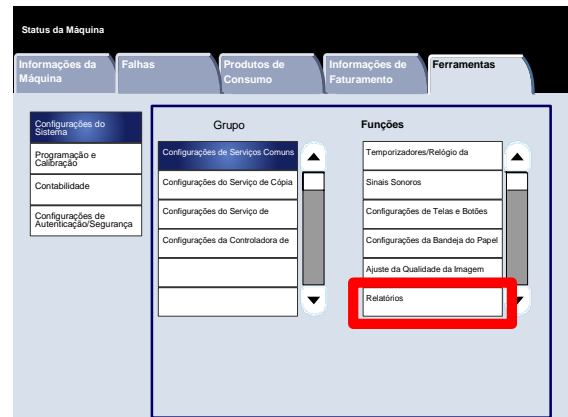 Status da Máquina
Informações da
Máquina
Falhas
Produtos de
Consumo
Informações de
Faturamento
Ferramentas
Configurações do
Sistema
Programação e
Calibração
Contabilidade
Configurações de
Autenticação/Segurança
Grupo
Configurações de Serviços Comuns
Configurações do Serviço de Cópia
Configurações do Serviço de
Configurações da Controladora de
Funções
Temporizadores/Relógio da
Sinais Sonoros
Configurações de Telas e Botões
Configurações da Bandeja do Papel
Ajuste da Qualidade da Imagem
Relatórios